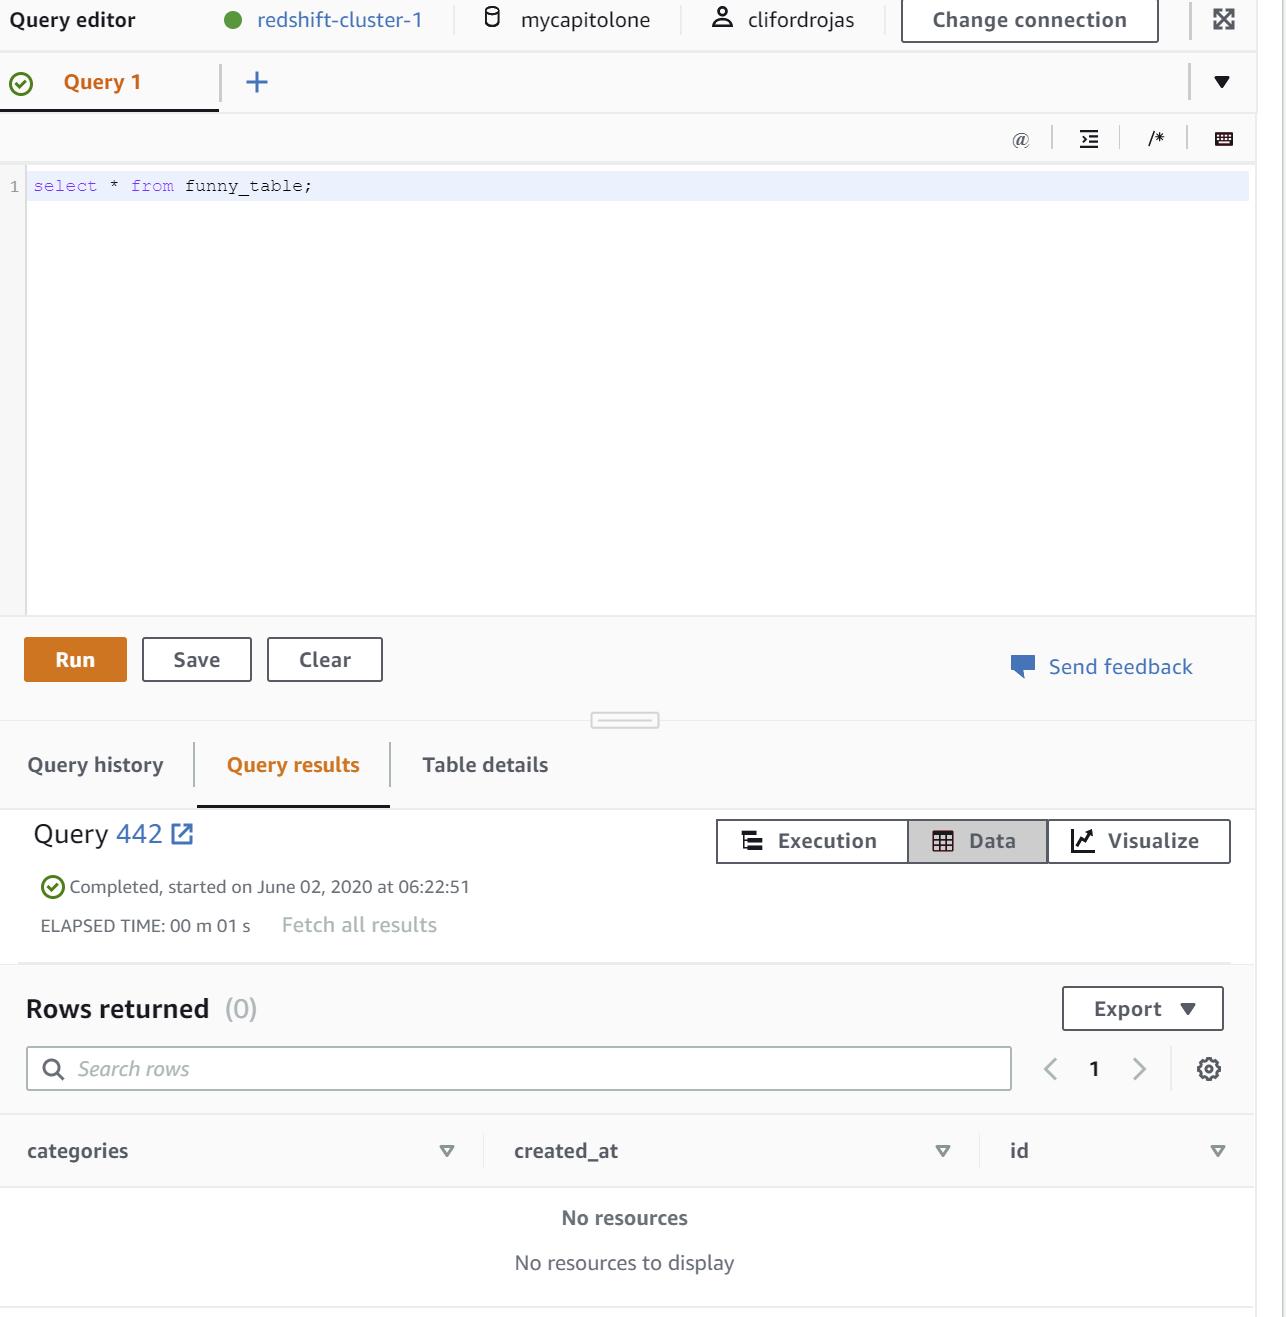 Query editor redshift-cluster-1 mycapitolone clifordrojas Change connection
Query 1
@ /*
1 select * from funny_table;
Run Save Clear Send feedback
Query history Query results Table details
Query 442 Execution Data Visualize
Completed, started on June 02, 2020 at 06:22:51
ELAPSED TIME: 00 m 01 s Fetch all results
Rows returned (0) Export
Search rows 1
categories created_at id
No resources
No resources to display